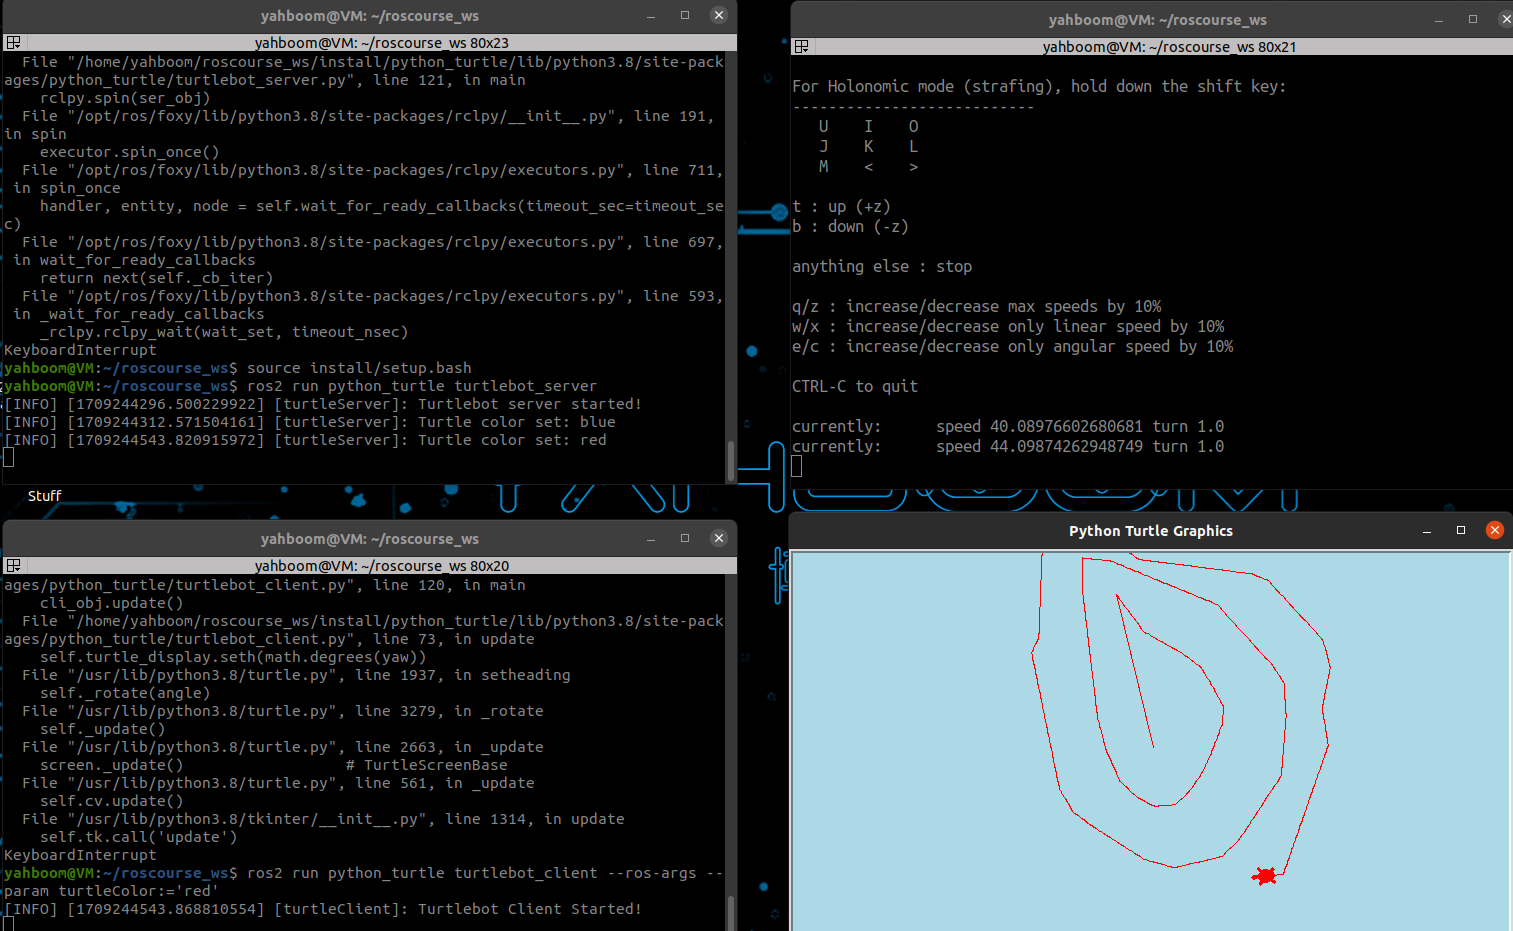 yahboom@VM: ~/roscourse_ws
yahboom@VM: ~/roscourse_ws 80x23
File "/home/yahboom/roscourse_ws/install/python_turtle/lib/python3.8/site-pack
ages/python_turtle/turtlebot_server.py", line 121, in main
rclpy.spin(ser_obj)
File "/opt/ros/foxy/lib/python3.8/site-packages/rclpy/__init__.py", line 191,
in spin
executor.spin_once()
File "/opt/ros/foxy/lib/python3.8/site-packages/rclpy/executors.py", line 711,
in spin_once
handler, entity, node = self.wait_for_ready_callbacks(timeout_sec=timeout_se
c)
File "/opt/ros/foxy/lib/python3.8/site-packages/rclpy/executors.py", line 697,
in wait_for_ready_callbacks
return next(self._cb_iter)
File "/opt/ros/foxy/lib/python3.8/site-packages/rclpy/executors.py", line 593,
in _wait_for_ready_callbacks
_rclpy.rclpy_wait(wait_set, timeout_nsec)
KeyboardInterrupt
yahboom@VM:~/roscourse_ws$ source install/setup.bash
yahboom@VM:~/roscourse_ws$ ros2 run python_turtle turtlebot_server
[INFO] [1709244296.500229922] [turtleServer]: Turtlebot server started!
[INFO] [1709244312.571504161] [turtleServer]: Turtle color set: blue
[INFO] [1709244543.820915972] [turtleServer]: Turtle color set: red
Stuff
yahboom@VM: ~/roscourse_ws
yahboom@VM: ~/roscourse_ws 80x20
ages/python_turtle/turtlebot_client.py", line 120, in main
cli_obj.update()
File "/home/yahboom/roscourse_ws/install/python_turtle/lib/python3.8/site-pack
ages/python_turtle/turtlebot_client.py", line 73, in update
self.turtle_display.seth(math.degrees(yaw))
File "/usr/lib/python3.8/turtle.py", line 1937, in setheading
self._rotate(angle)
File "/usr/lib/python3.8/turtle.py", line 3279, in _rotate
self._update()
File "/usr/lib/python3.8/turtle.py", line 2663, in _update
screen._update() # TurtleScreenBase
File "/usr/lib/python3.8/turtle.py", line 561, in _update
self.cv.update()
File "/usr/lib/python3.8/tkinter/__init__.py", line 1314, in update
self.tk.call('update')
KeyboardInterrupt
yahboom@VM:~/roscourse_ws$ ros2 run python_turtle turtlebot_client --ros-args --
param turtleColor:='red'
[INFO] [1709244543.868810554] [turtleClient]: Turtlebot Client Started!
yahboom@VM: ~/roscourse_ws
yahboom@VM: ~/roscourse_ws 80x21
For Holonomic mode (strafing), hold down the shift key:
---------------------------
U I O
J K L
M < >
t : up (+z)
b : down (-z)
anything else : stop
q/z : increase/decrease max speeds by 10%
w/x : increase/decrease only linear speed by 10%
e/c : increase/decrease only angular speed by 10%
CTRL-C to quit
currently: speed 40.08976602680681 turn 1.0
currently: speed 44.09874262948749 turn 1.0
Python Turtle Graphics